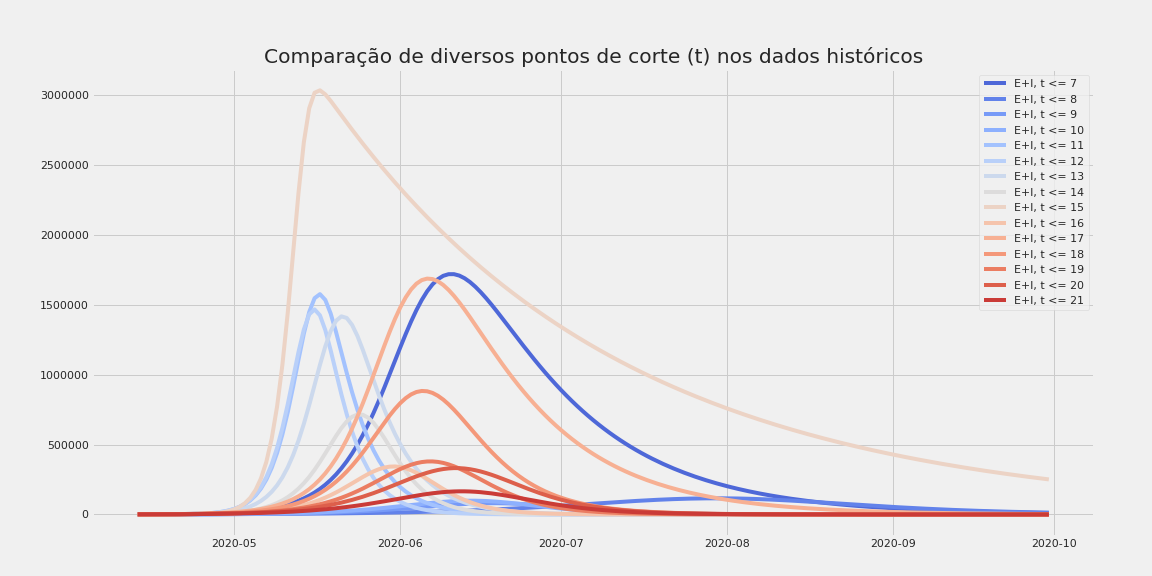 Comparação de diversos pontos de corte (t) nos dados históricos
3000000
2500000
2000000
1500000
1000000
500000
0
2020-05 2020-06 2020-07 2020-08 2020-09 2020-10
E+I, t <= 7
E+I, t <= 8
E+I, t <= 9
E+I, t <= 10
E+I, t <= 11
E+I, t <= 12
E+I, t <= 13
E+I, t <= 14
E+I, t <= 15
E+I, t <= 16
E+I, t <= 17
E+I, t <= 18
E+I, t <= 19
E+I, t <= 20
E+I, t <= 21